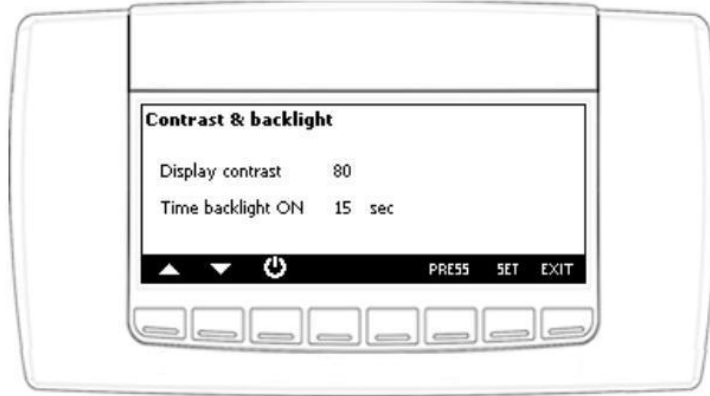 Contrast & backlight
Display contrast 80
Time backlight ON 15 sec
PRESS SET EXIT